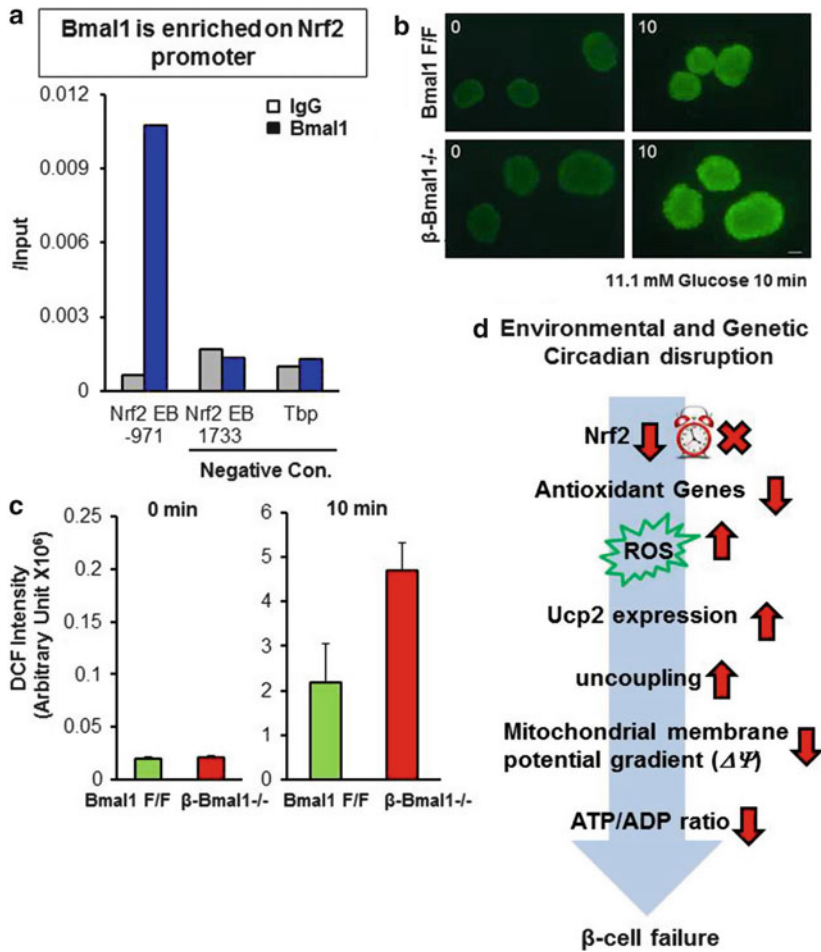 a
Bmal1 is enriched on Nrf2
promoter
0.012
0.009
0.006
0.003
0
/Input
IgG
Bmal1
Nrf2 EB
-971
Nrf2 EB
1733
Tbp
Negative Con.
b
Bmal1 F/F
0
10
β-Bmal1-/-
0
10
11.1 mM Glucose 10 min
c
DCF Intensity
(Arbitrary Unit X10⁶)
0 min
0.25
0.2
0.15
0.1
0.05
0
Bmal1 F/F
β-Bmal1-/-
10 min
6
5
4
3
2
1
0
Bmal1 F/F
β-Bmal1-/-
d
Environmental and Genetic
Circadian disruption
Nrf2
Antioxidant Genes
ROS
Ucp2 expression
uncoupling
Mitochondrial membrane
potential gradient (ΔΨ)
ATP/ADP ratio
β-cell failure